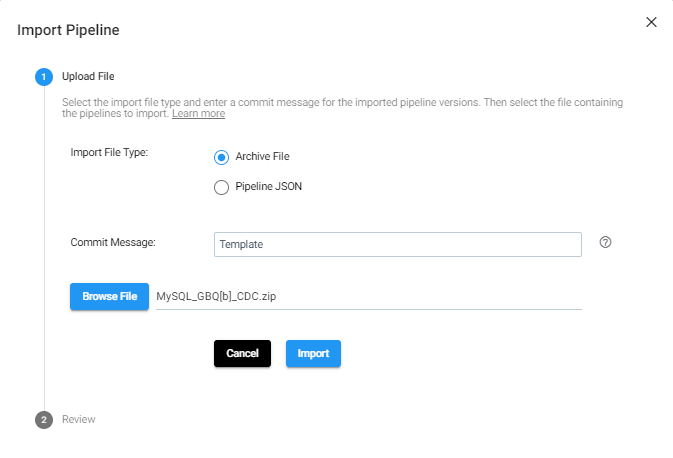 Import Pipeline
1 Upload File
Select the import file type and enter a commit message for the imported pipeline versions. Then select the file containing
the pipelines to import. Learn more
Import File Type:
Archive File
Pipeline JSON
Commit Message:
Template
?
Browse File
MySQL_GBQ[b]_CDC.zip
Cancel
Import
2 Review